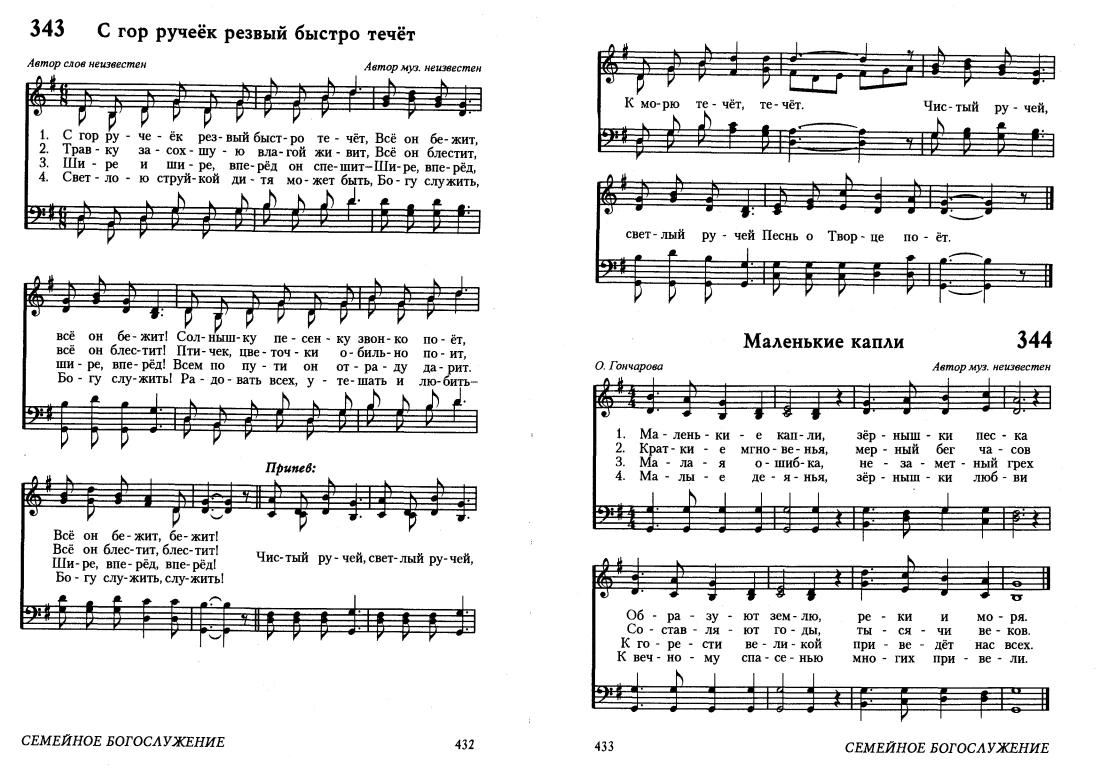 343 С гор ручеёк резвый быстро течёт
Автор слов неизвестен Автор муз. неизвестен
1. С гор ру - че - ёк рез - вый быст - ро те - чёт, Всё он бе - жит,
2. Трав - ку за - сох - шу - ю вла - гой жи - вит, Всё он блестит,
3. Ши - ре и ши - ре, впе - рёд он спе - шит – Ши - ре, впе - рёд,
4. Свет - ло - ю струй - кой ди - тя мо - жет быть, Бо - гу служить,
всё он бе - жит! Сол - ныш - ку пе - сен - ку звон - ко по - ёт,
всё он блес - тит! Пти - чек, цве - точ - ки о - биль - но по - ит,
ши - ре, впе - рёд! Всем по пу - ти он от - ра - ду да - рит.
Бо - гу слу - жить! Ра - до - вать всех, у - те - шать и лю - бить –
Припев:
Всё он бе - жит, бе - жит!
Всё он блес - тит, блес - тит!
Ши - ре, впе - рёд, впе - рёд!
Бо - гу слу - жить, слу - жить!
Чис - тый ру - чей, свет - лый ру - чей,
СЕМЕЙНОЕ БОГОСЛУЖЕНИЕ 432
К мо - рю те - чёт, те - чёт. Чис - тый ру - чей,
свет - лый ру - чей Песнь о Твор - це по - ёт.
Маленькие капли 344
О. Гончарова Автор муз. неизвестен
1. Ма - лень - ки - е кап - ли, зёр - ныш - ки пес - ка
2. Крат - ки - е мгно - ве - нья, мер - ный бег ча - сов
3. Ма - ла - я о - шиб - ка, не - за - мет - ный грех
4. Ма - лы - е де - я - нья, зёр - ныш - ки люб - ви
Об - ра - зу - ют зем - лю, ре - ки и мо - ря.
Со - став - ля - ют го - ды, ты - ся - чи ве - ков.
К го - ре - сти ве - ли - кой при - ве - дёт нас всех.
К веч - но - му спа - се - нью мно - гих при - ве - ли.
433 СЕМЕЙНОЕ БОГОСЛУЖЕНИЕ